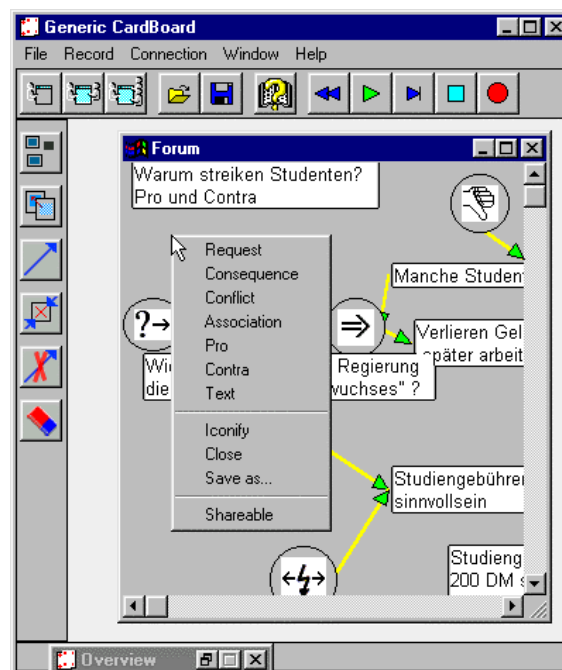 Generic CardBoard
File Record Connection Window Help
Forum
Warum streiken Studenten?
Pro und Contra
Request
Consequence
Conflict
Association
Pro
Contra
Text
Iconify
Close
Save as...
Shareable
?→
Manche Student
Verlieren Gel
später arbeit
Regierung
die wuchses" ?
Studiengebühre
sinnvollsein
Studieng
200 DM s
Overview